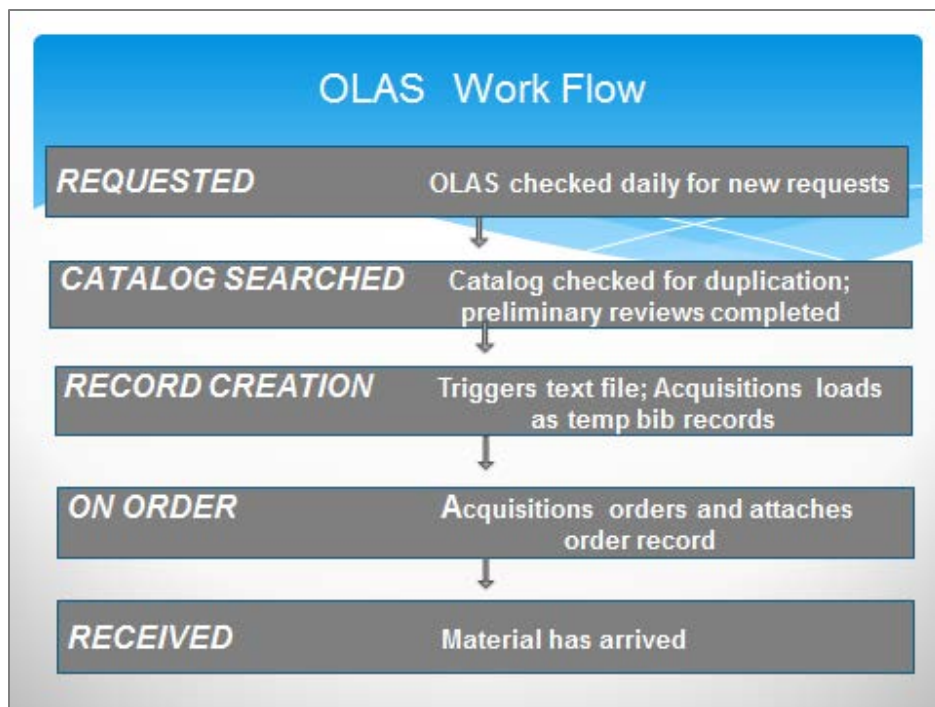 OLAS Work Flow
REQUESTED OLAS checked daily for new requests
CATALOG SEARCHED Catalog checked for duplication;
preliminary reviews completed
RECORD CREATION Triggers text file; Acquisitions loads
as temp bib records
ON ORDER Acquisitions orders and attaches
order record
RECEIVED Material has arrived